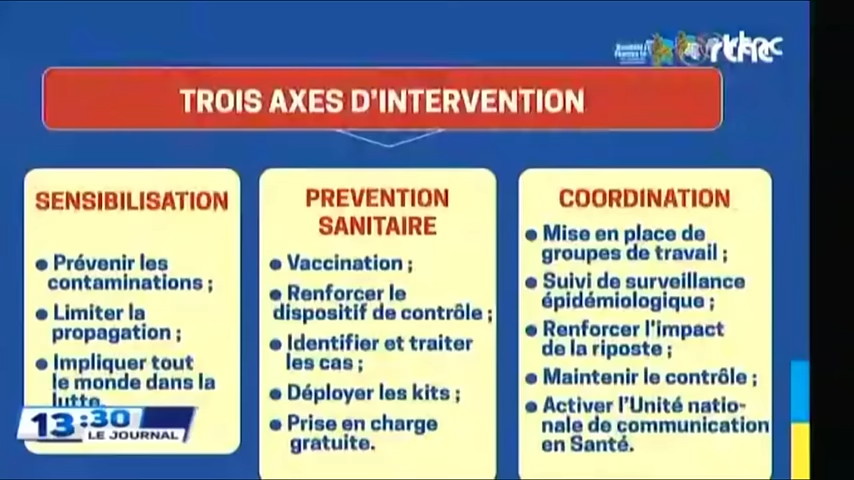 TROIS AXES D'INTERVENTION
SENSIBILISATION
Prévenir les
contaminations ;
Limiter la
propagation ;
Impliquer tout
le monde dans la
lutte.
PREVENTION
SANITAIRE
Vaccination ;
Renforcer le
dispositif de contrôle ;
Identifier et traiter
les cas ;
Déployer les kits ;
Prise en charge
gratuite.
COORDINATION
Mise en place de
groupes de travail ;
Suivi de surveillance
épidémiologique ;
Renforcer l'impact
de la riposte ;
Maintenir le contrôle ;
Activer l'Unité natio-
nale de communication
en Santé.
13:30
LE JOURNAL